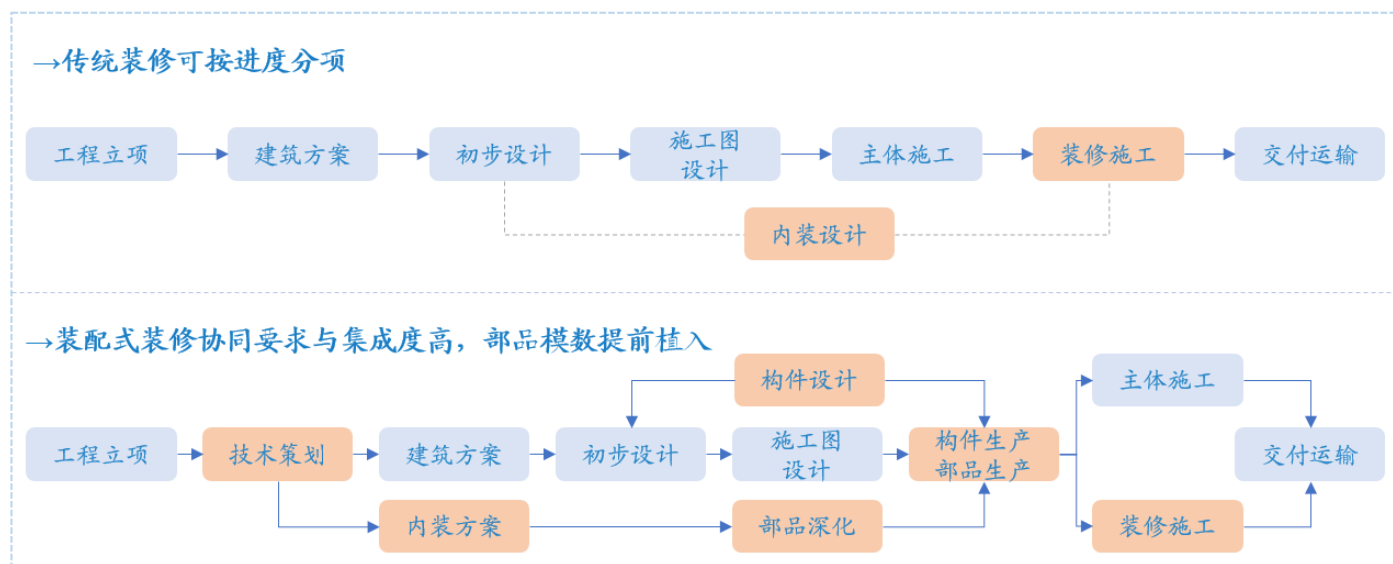 →传统装修可按进度分项
工程立项
建筑方案
初步设计
施工图
设计
主体施工
装修施工
交付运输
内装设计
→装配式装修协同要求与集成度高，部品模数提前植入
构件设计
主体施工
工程立项
技术策划
建筑方案
初步设计
施工图
设计
构件生产
部品生产
交付运输
内装方案
部品深化
装修施工